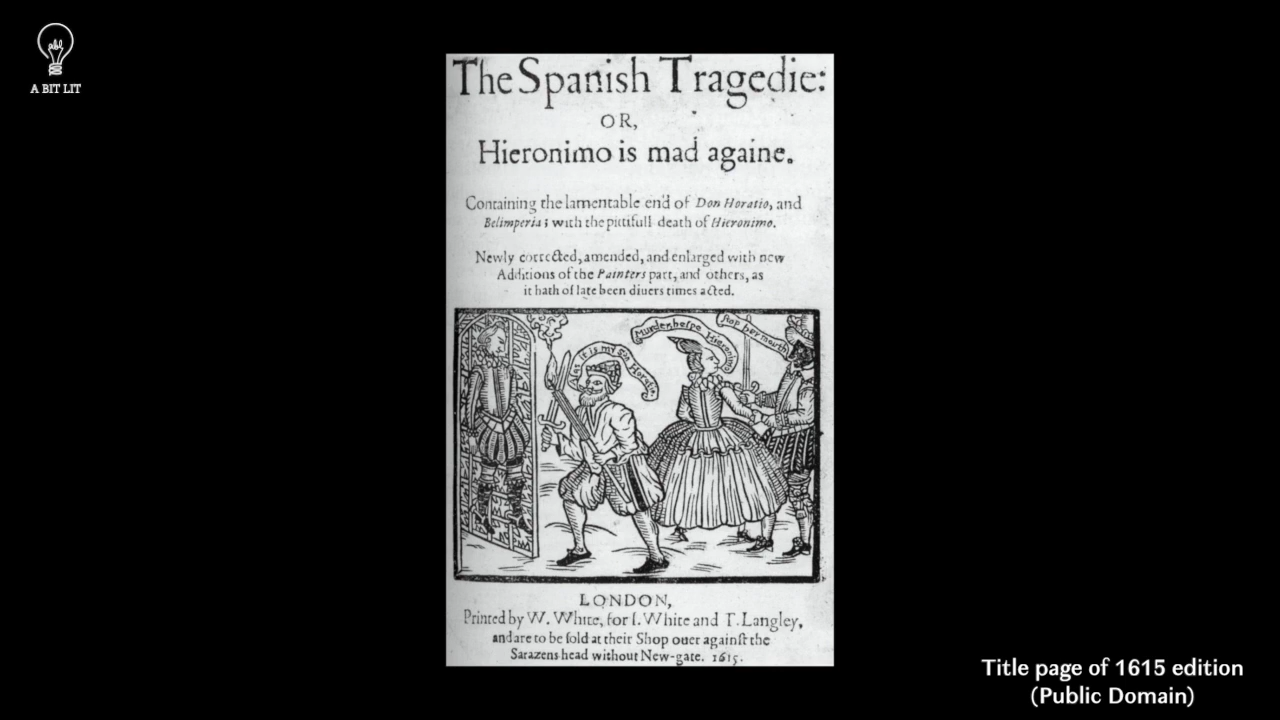 A BIT LIT
The Spanish Tragedie:
OR,
Hieronimo is mad againe.
Containing the lamentable end of Don Horatio, and
Belimperia; with the pittifull death of Hieronimo.
Newly corrected, amended, and enlarged with new
Additions of the Painters part, and others, as
it hath of late been diuers times acted.
Alas it is my son Horatio
Murder helpe Hieronimo
stop her mouth
LONDON,
Printed by W. White, for I. White and T. Langley,
and are to be ſold at their Shop ouer againſt the
Sarazens head without New-gate. 1615.
Title page of 1615 edition
(Public Domain)